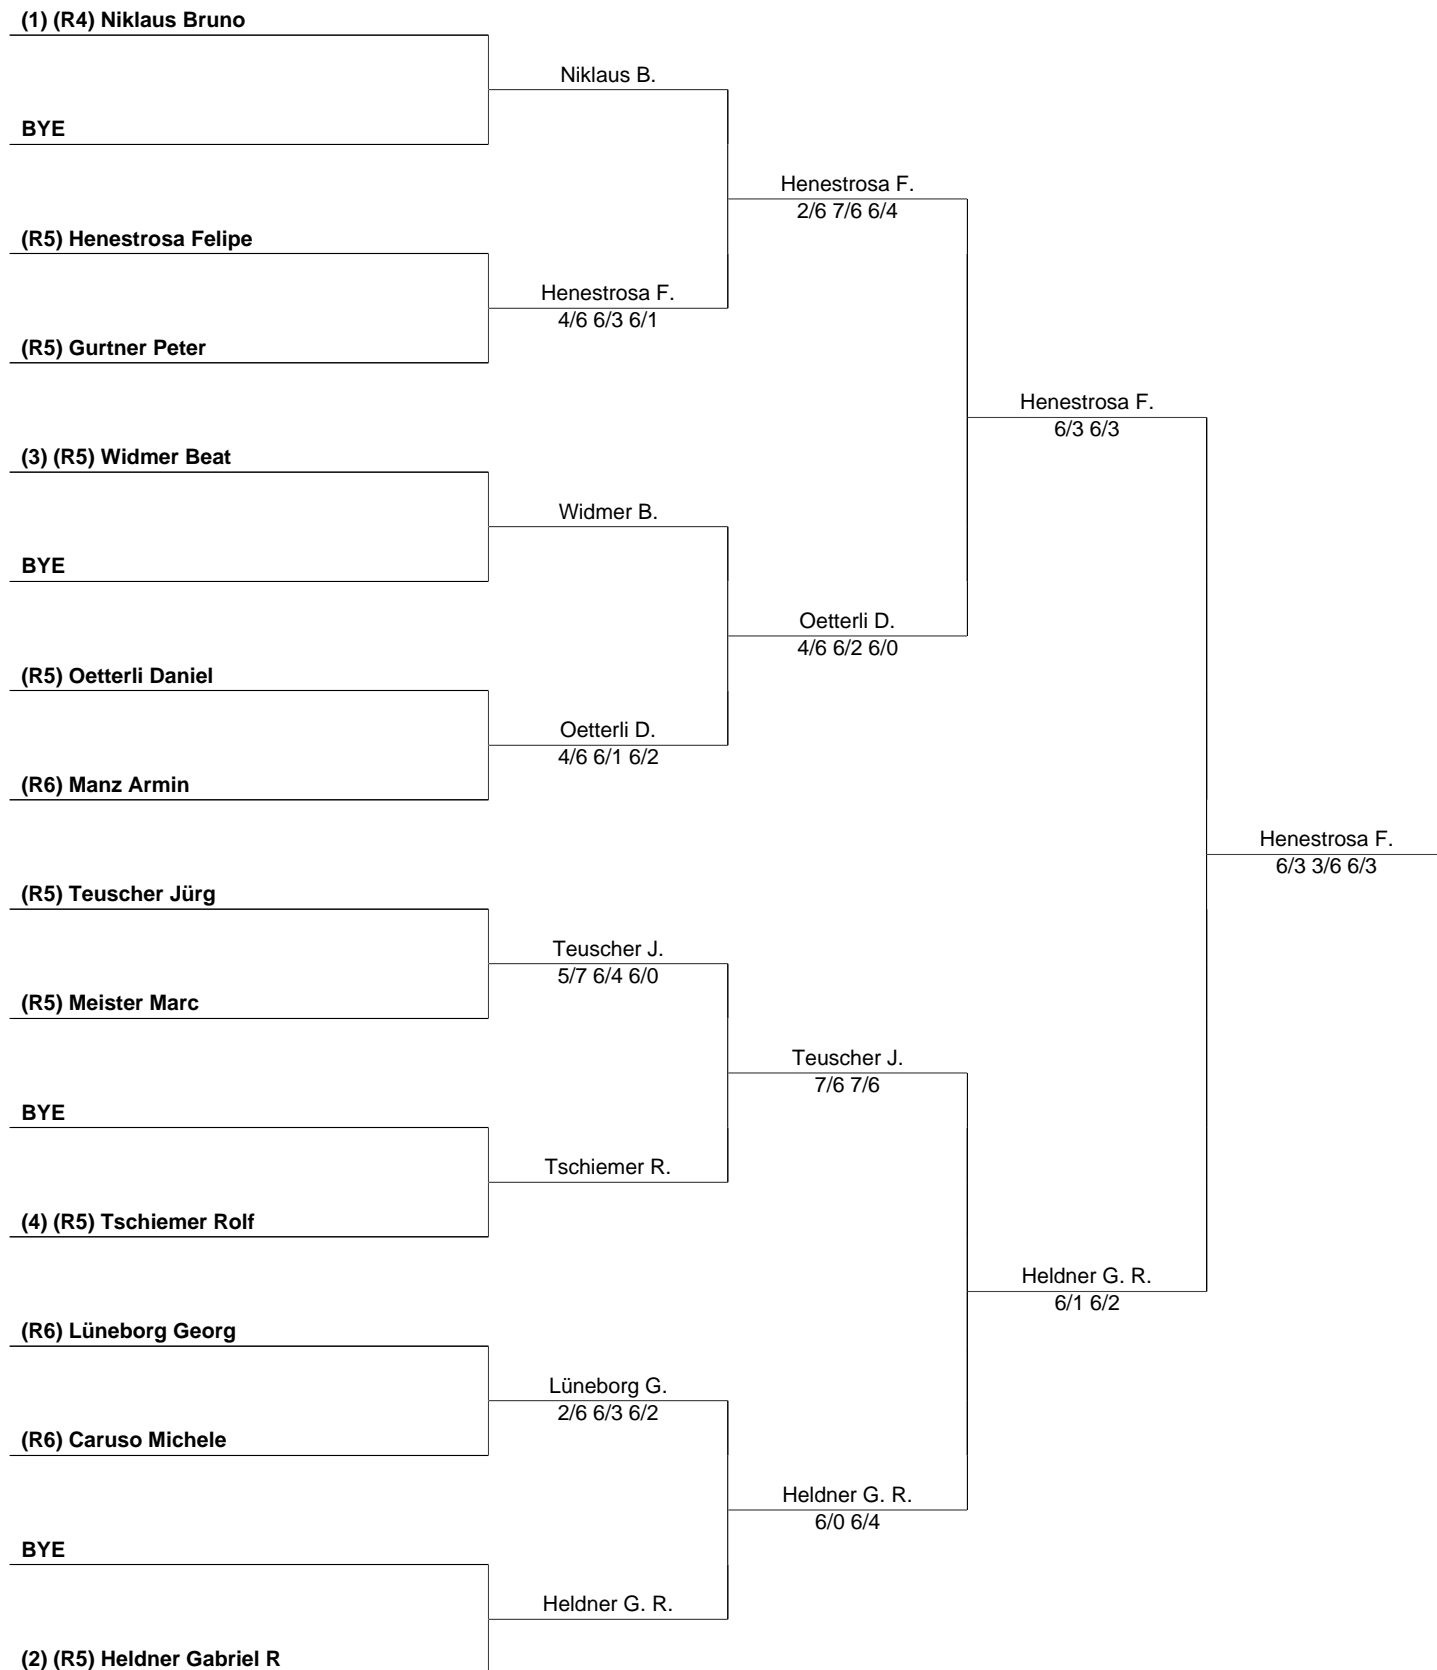 (1) (R4) Niklaus Bruno
Niklaus B.
BYE
Henestrosa F.
2/6 7/6 6/4
(R5) Henestrosa Felipe
Henestrosa F.
4/6 6/3 6/1
(R5) Gurtner Peter
Henestrosa F.
6/3 6/3
(3) (R5) Widmer Beat
Widmer B.
BYE
Oetterli D.
4/6 6/2 6/0
(R5) Oetterli Daniel
Oetterli D.
4/6 6/1 6/2
(R6) Manz Armin
Henestrosa F.
6/3 3/6 6/3
(R5) Teuscher Jürg
Teuscher J.
5/7 6/4 6/0
(R5) Meister Marc
Teuscher J.
7/6 7/6
BYE
Tschiemer R.
(4) (R5) Tschiemer Rolf
Heldner G. R.
6/1 6/2
(R6) Lüneborg Georg
Lüneborg G.
2/6 6/3 6/2
(R6) Caruso Michele
Heldner G. R.
6/0 6/4
BYE
Heldner G. R.
(2) (R5) Heldner Gabriel R